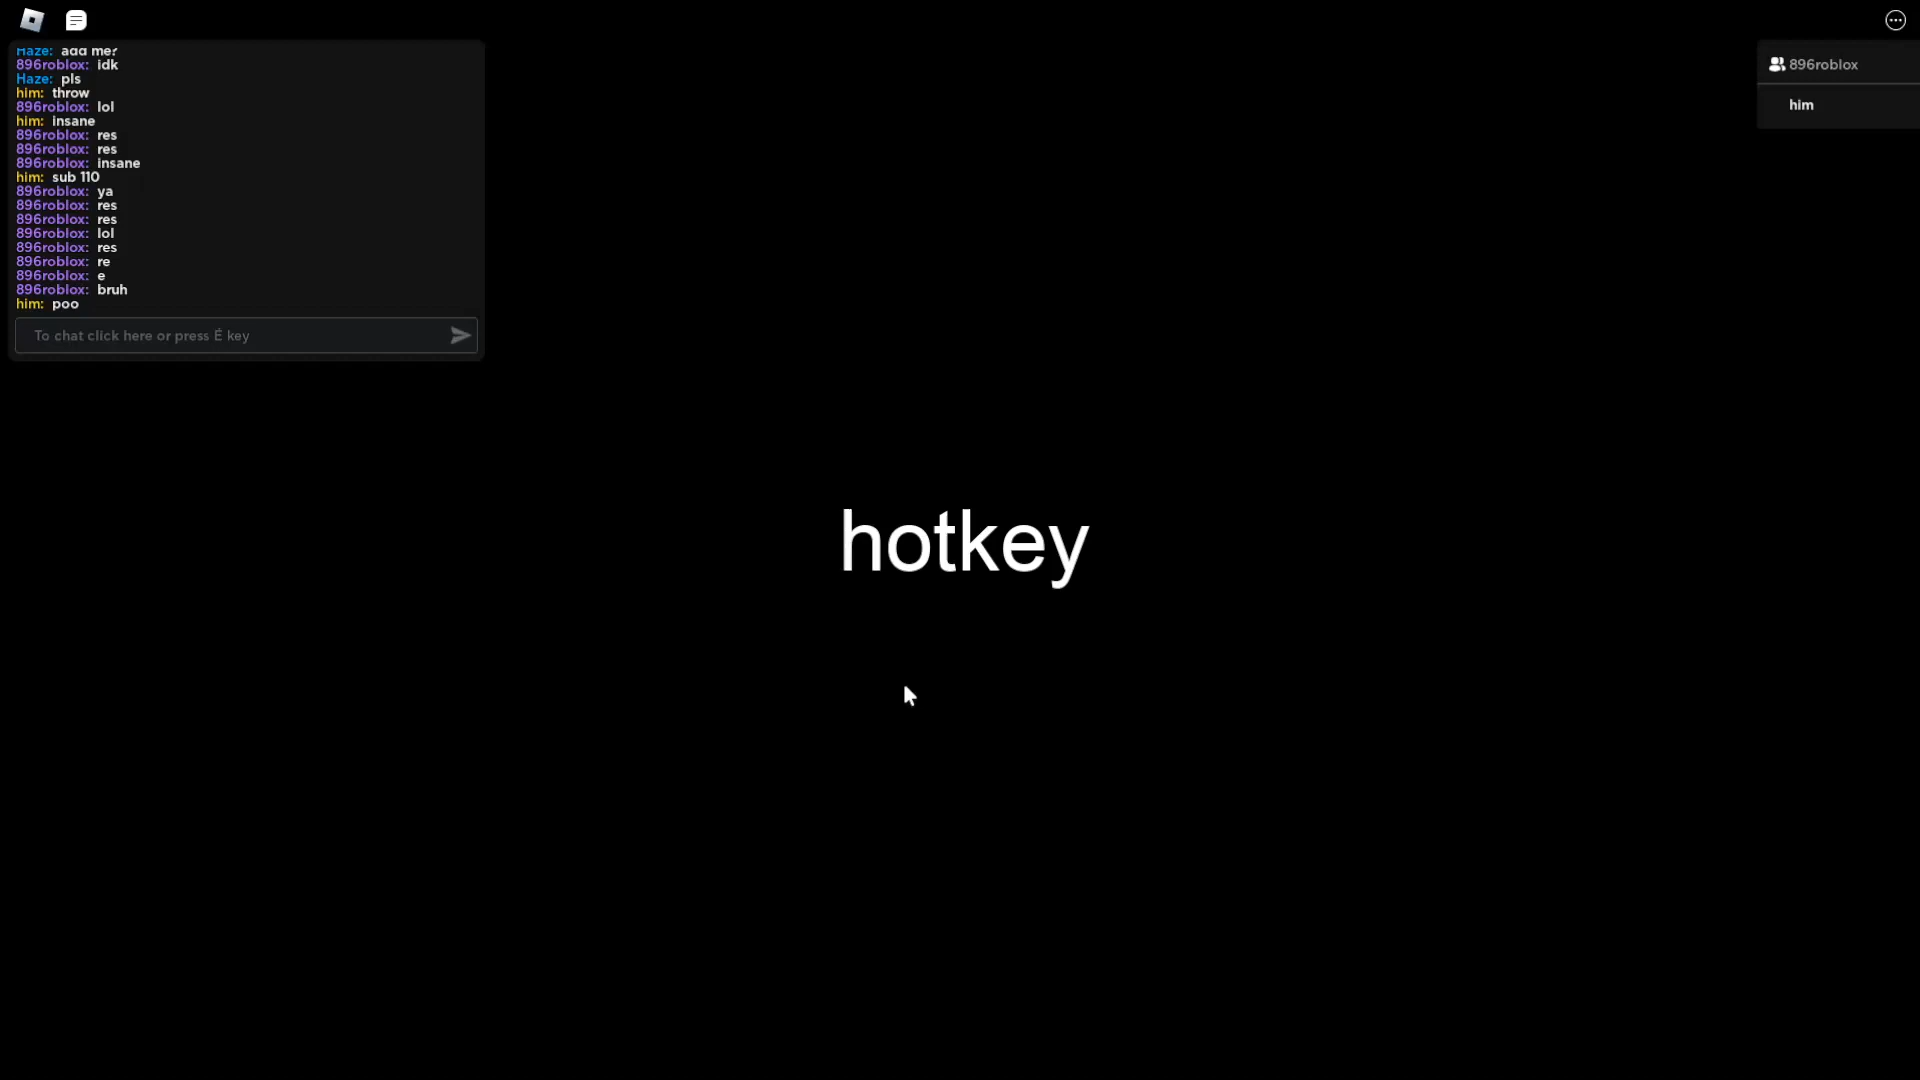 Haze: add me?
896roblox: idk
Haze: pls
him: throw
896roblox: lol
him: insane
896roblox: res
896roblox: res
896roblox: insane
him: sub 110
896roblox: ya
896roblox: res
896roblox: res
896roblox: lol
896roblox: res
896roblox: re
896roblox: e
896roblox: bruh
him: poo
To chat click here or press É key
896roblox
him
hotkey